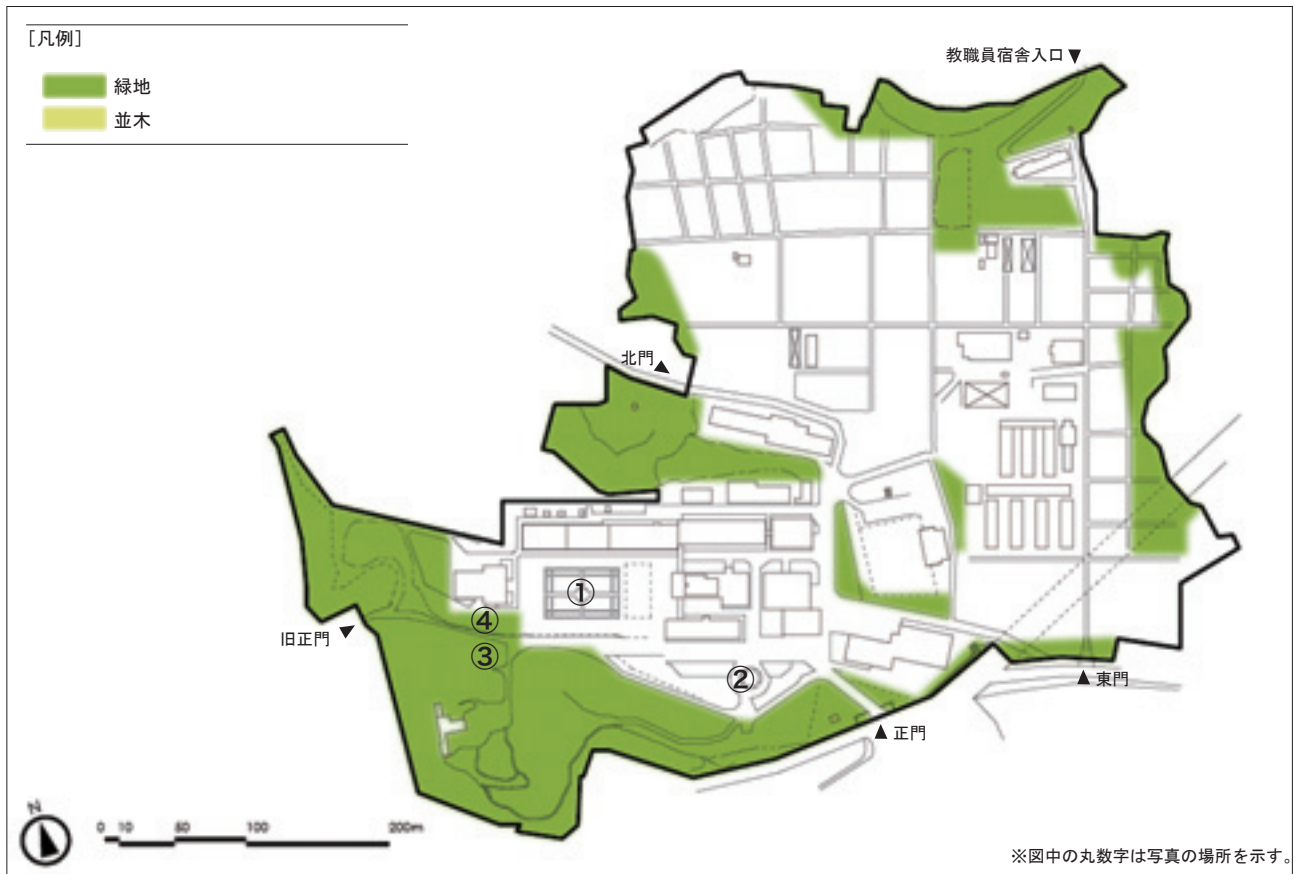 [凡例]
緑地
並木
教職員宿舎入口▼
北門▶
④
①
旧正門▶
③
②
▲東門
▲正門
N
0 10 50 100 200m
※図中の丸数字は写真の場所を示す。